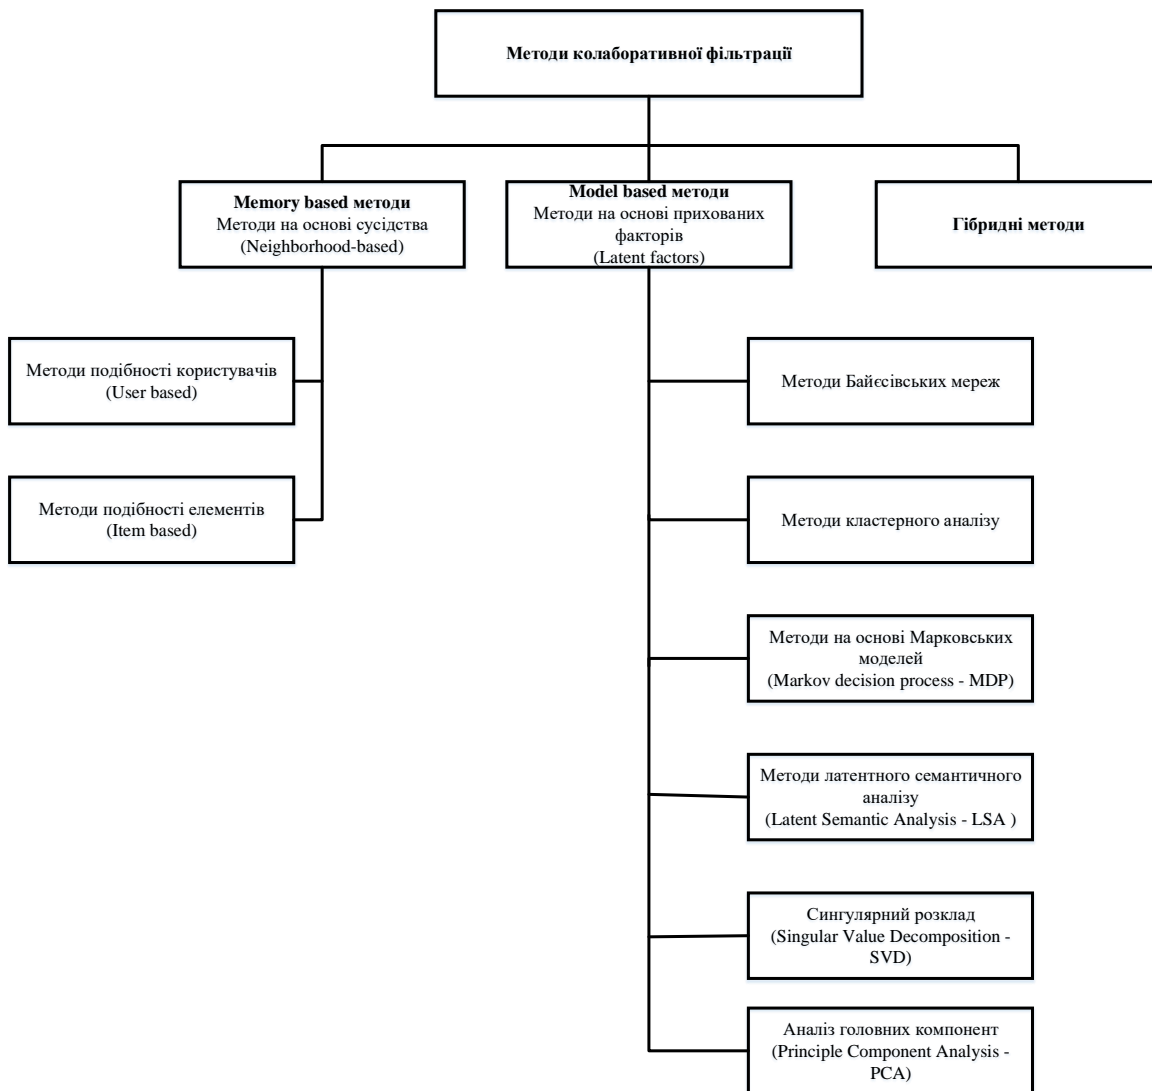 Методи колаборативної фільтрації
Memory based методи
Методи на основі сусідства
(Neighborhood-based)
Model based методи
Методи на основі прихованих
факторів
(Latent factors)
Гібридні методи
Методи подібності користувачів
(User based)
Методи подібності елементів
(Item based)
Методи Байєсівських мереж
Методи кластерного аналізу
Методи на основі Марковських
моделей
(Markov decision process - MDP)
Методи латентного семантичного
аналізу
(Latent Semantic Analysis - LSA )
Сингулярний розклад
(Singular Value Decomposition -
SVD)
Аналіз головних компонент
(Principle Component Analysis -
PCA)